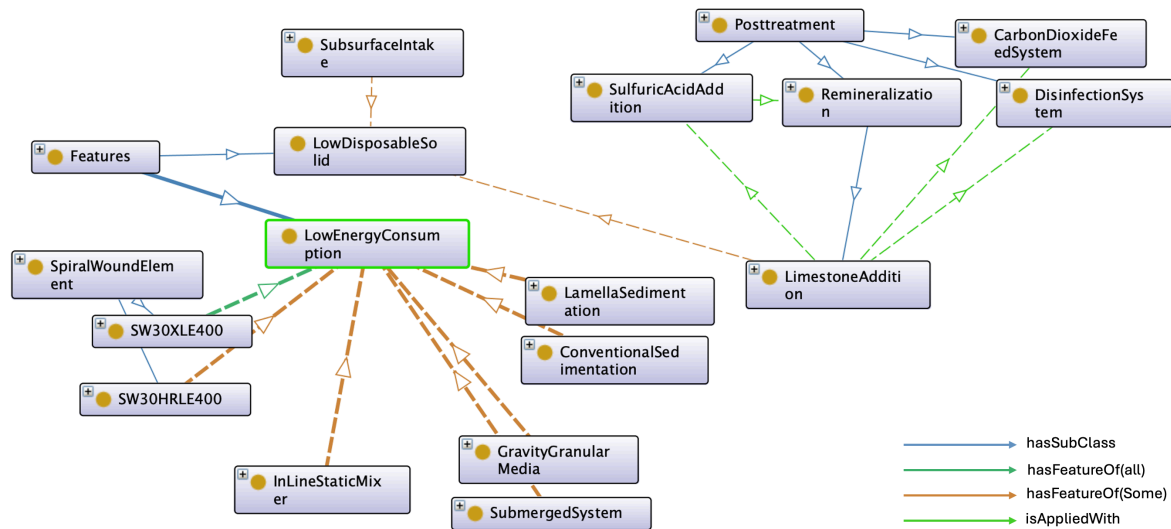 Posttreatment
CarbonDioxideFe
edSystem
SubsurfaceIntak
e
SulfuricAcidAdd
ition
Remineralizatio
n
DisinfectionSys
tem
Features
LowDisposableSo
lid
LowEnergyConsum
ption
SpiralWoundElem
ent
LimestoneAdditi
on
LamellaSediment
ation
SW30XLE400
ConventionalSed
imentation
SW30HRLE400
GravityGranular
Media
InLineStaticMix
er
SubmergedSystem
hasSubClass
hasFeatureOf(all)
hasFeatureOf(Some)
isAppliedWith